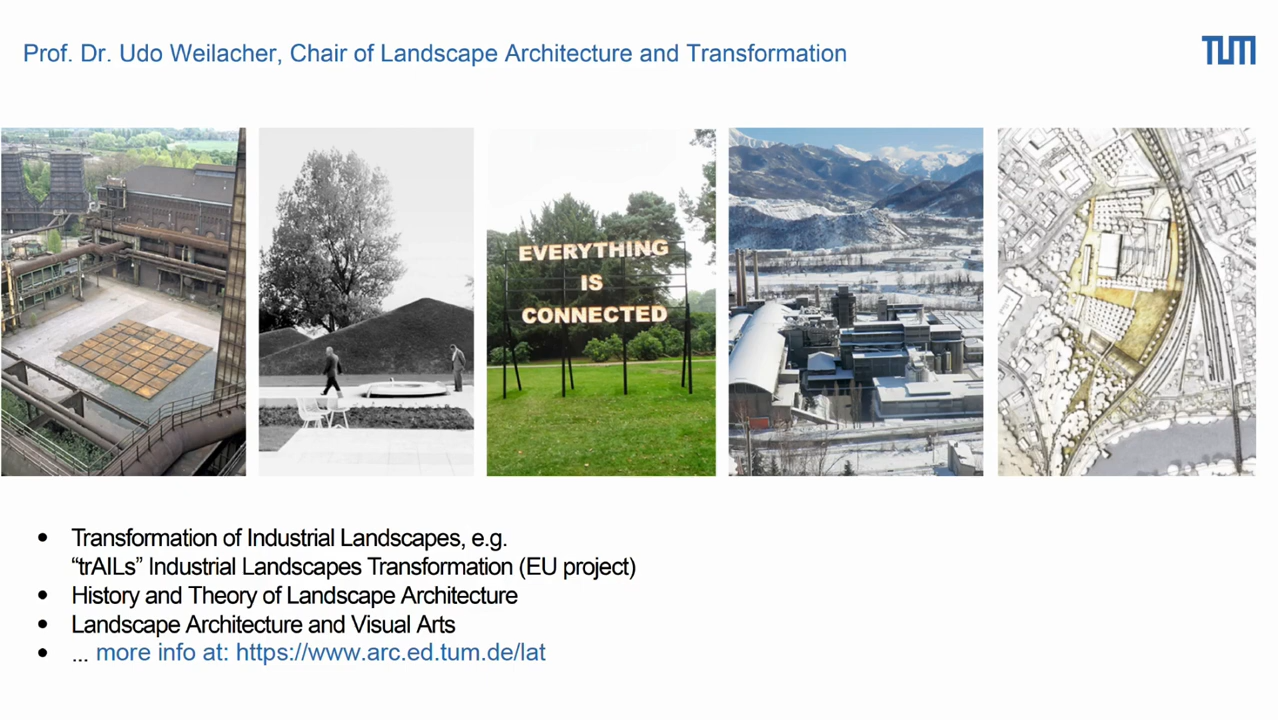 Prof. Dr. Udo Weilacher, Chair of Landscape Architecture and Transformation
TUM
EVERYTHING
IS
CONNECTED
• Transformation of Industrial Landscapes, e.g.
“trAILs” Industrial Landscapes Transformation (EU project)
• History and Theory of Landscape Architecture
• Landscape Architecture and Visual Arts
• ... more info at: https://www.arc.ed.tum.de/lat